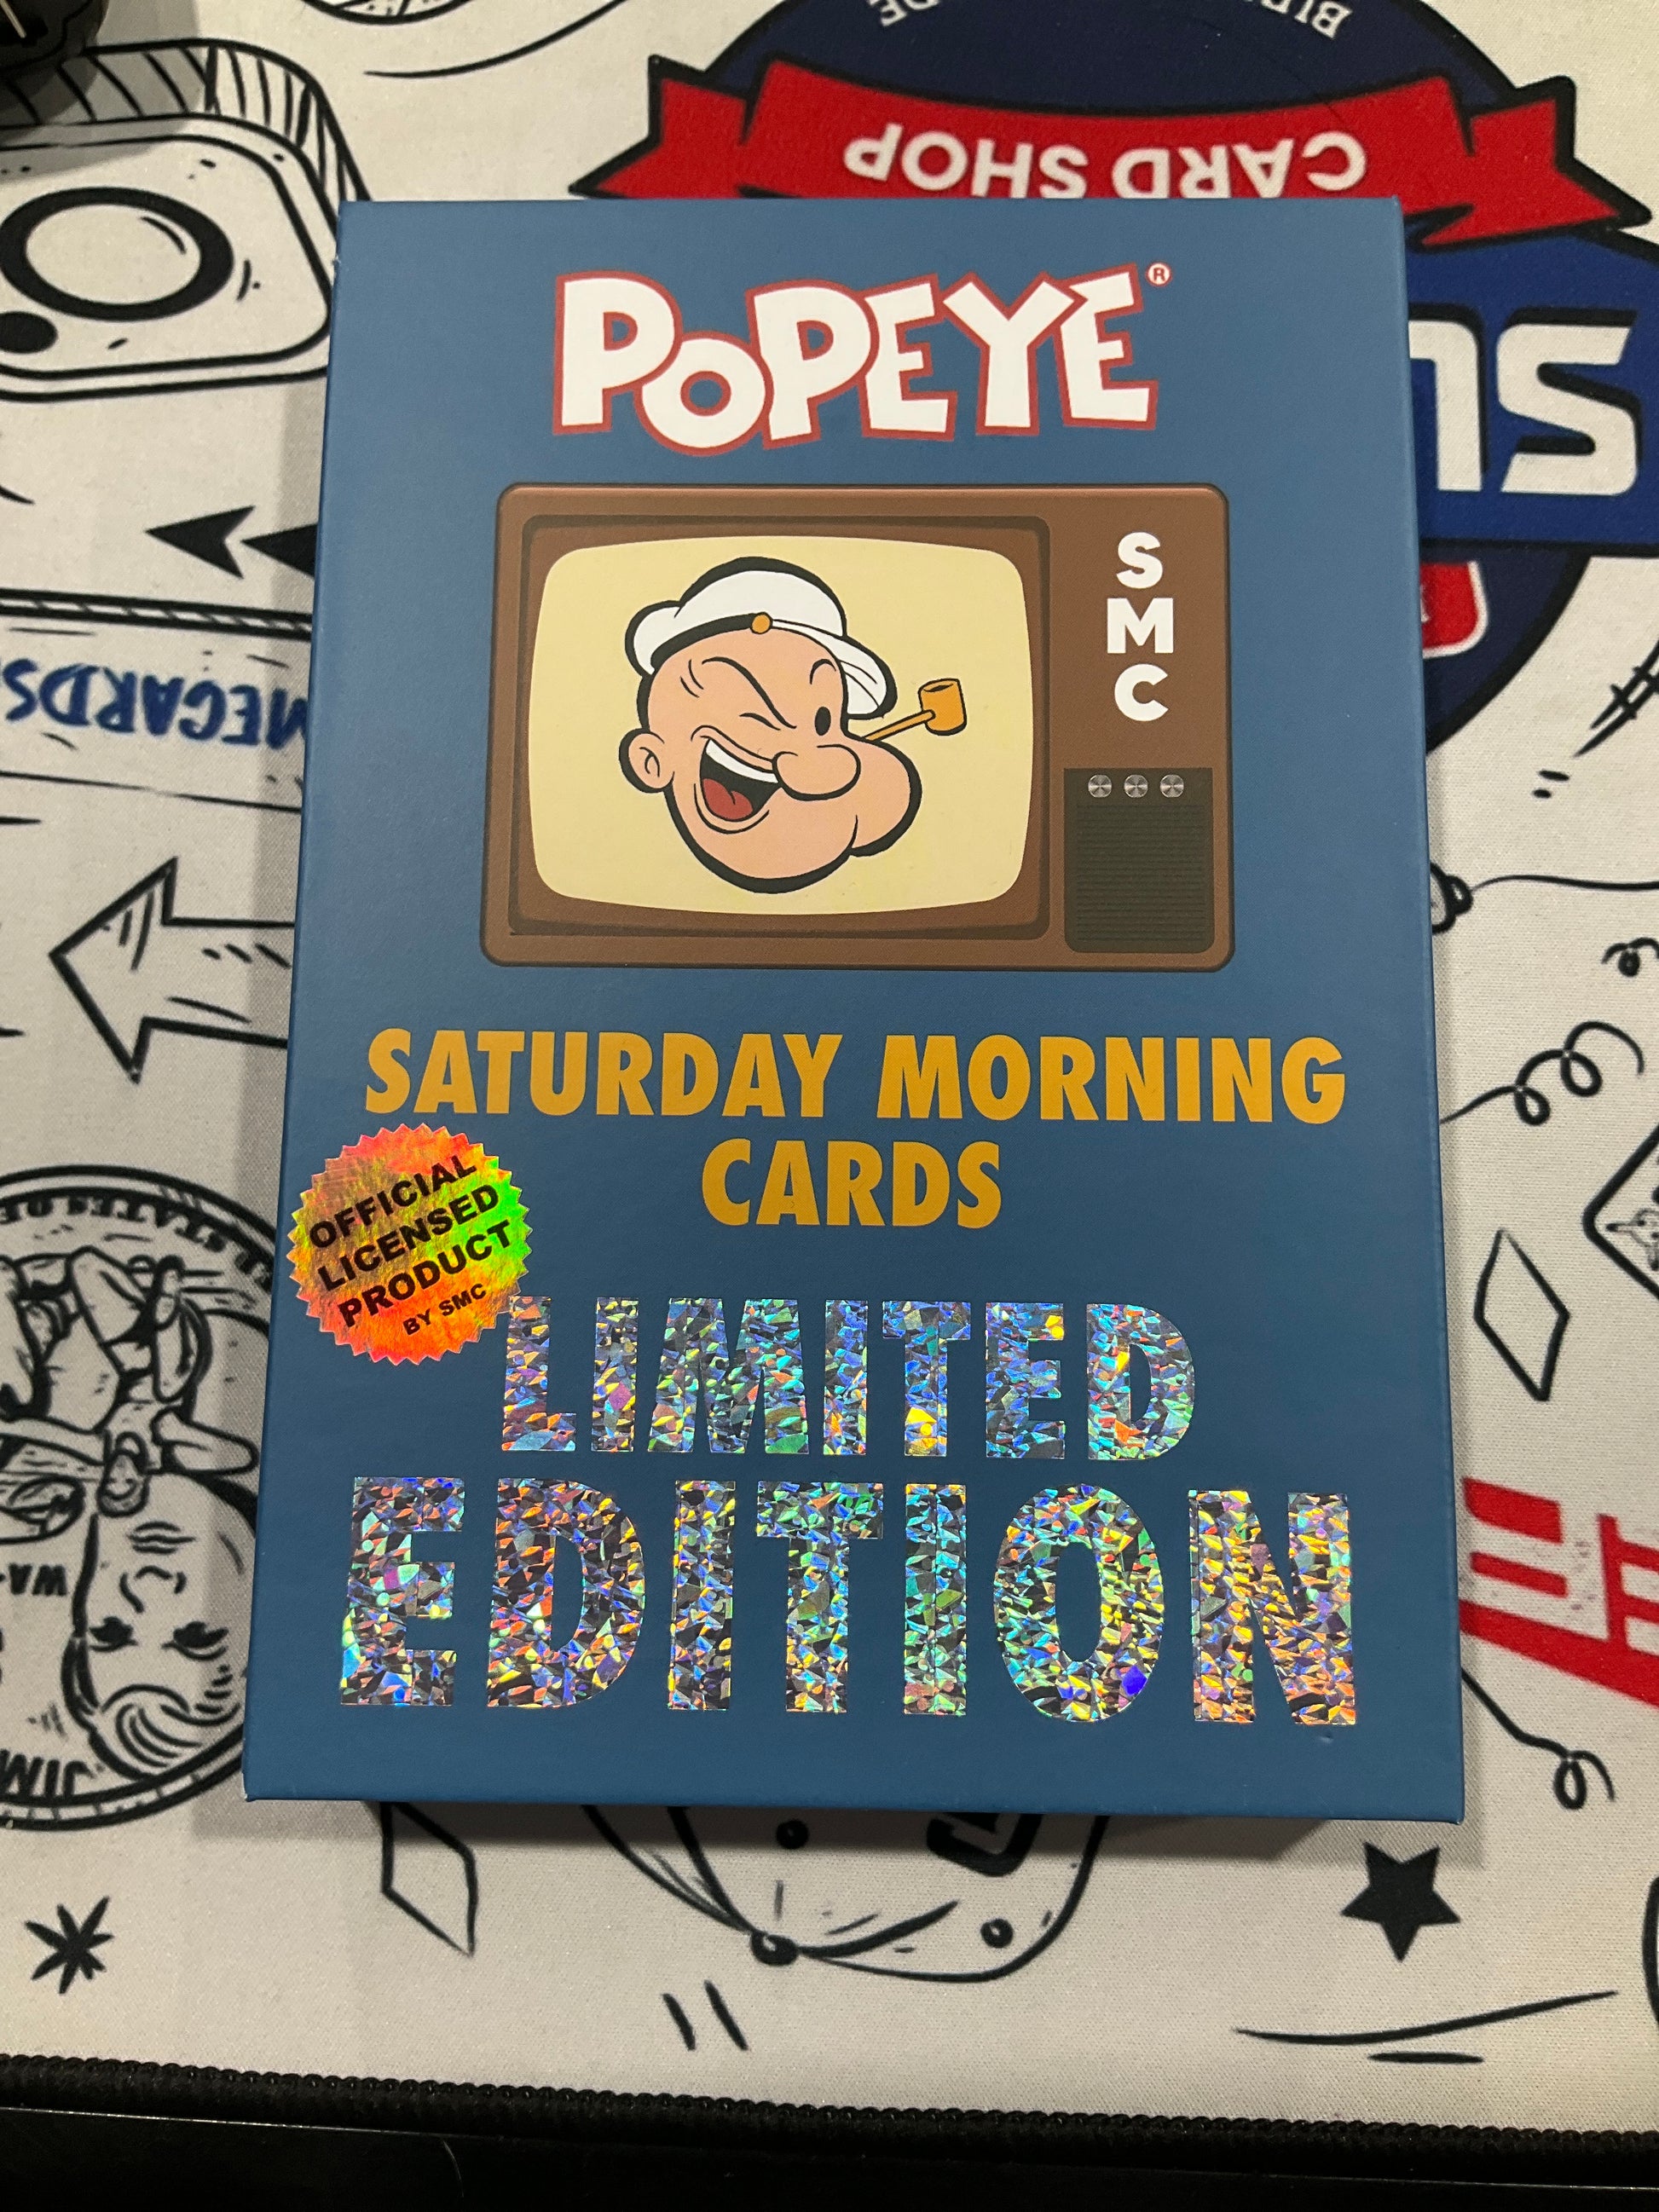 CARD SHOP
POPEYE®
S
M
C
SATURDAY MORNING
CARDS
OFFICIAL
LICENSED
PRODUCT
BY SMC
LIMITED
EDITION